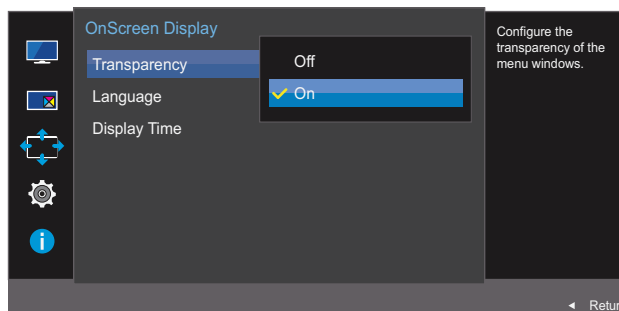 OnScreen Display
Transparency
Language
Display Time
Off
On
Configure the
transparency of the
menu windows.